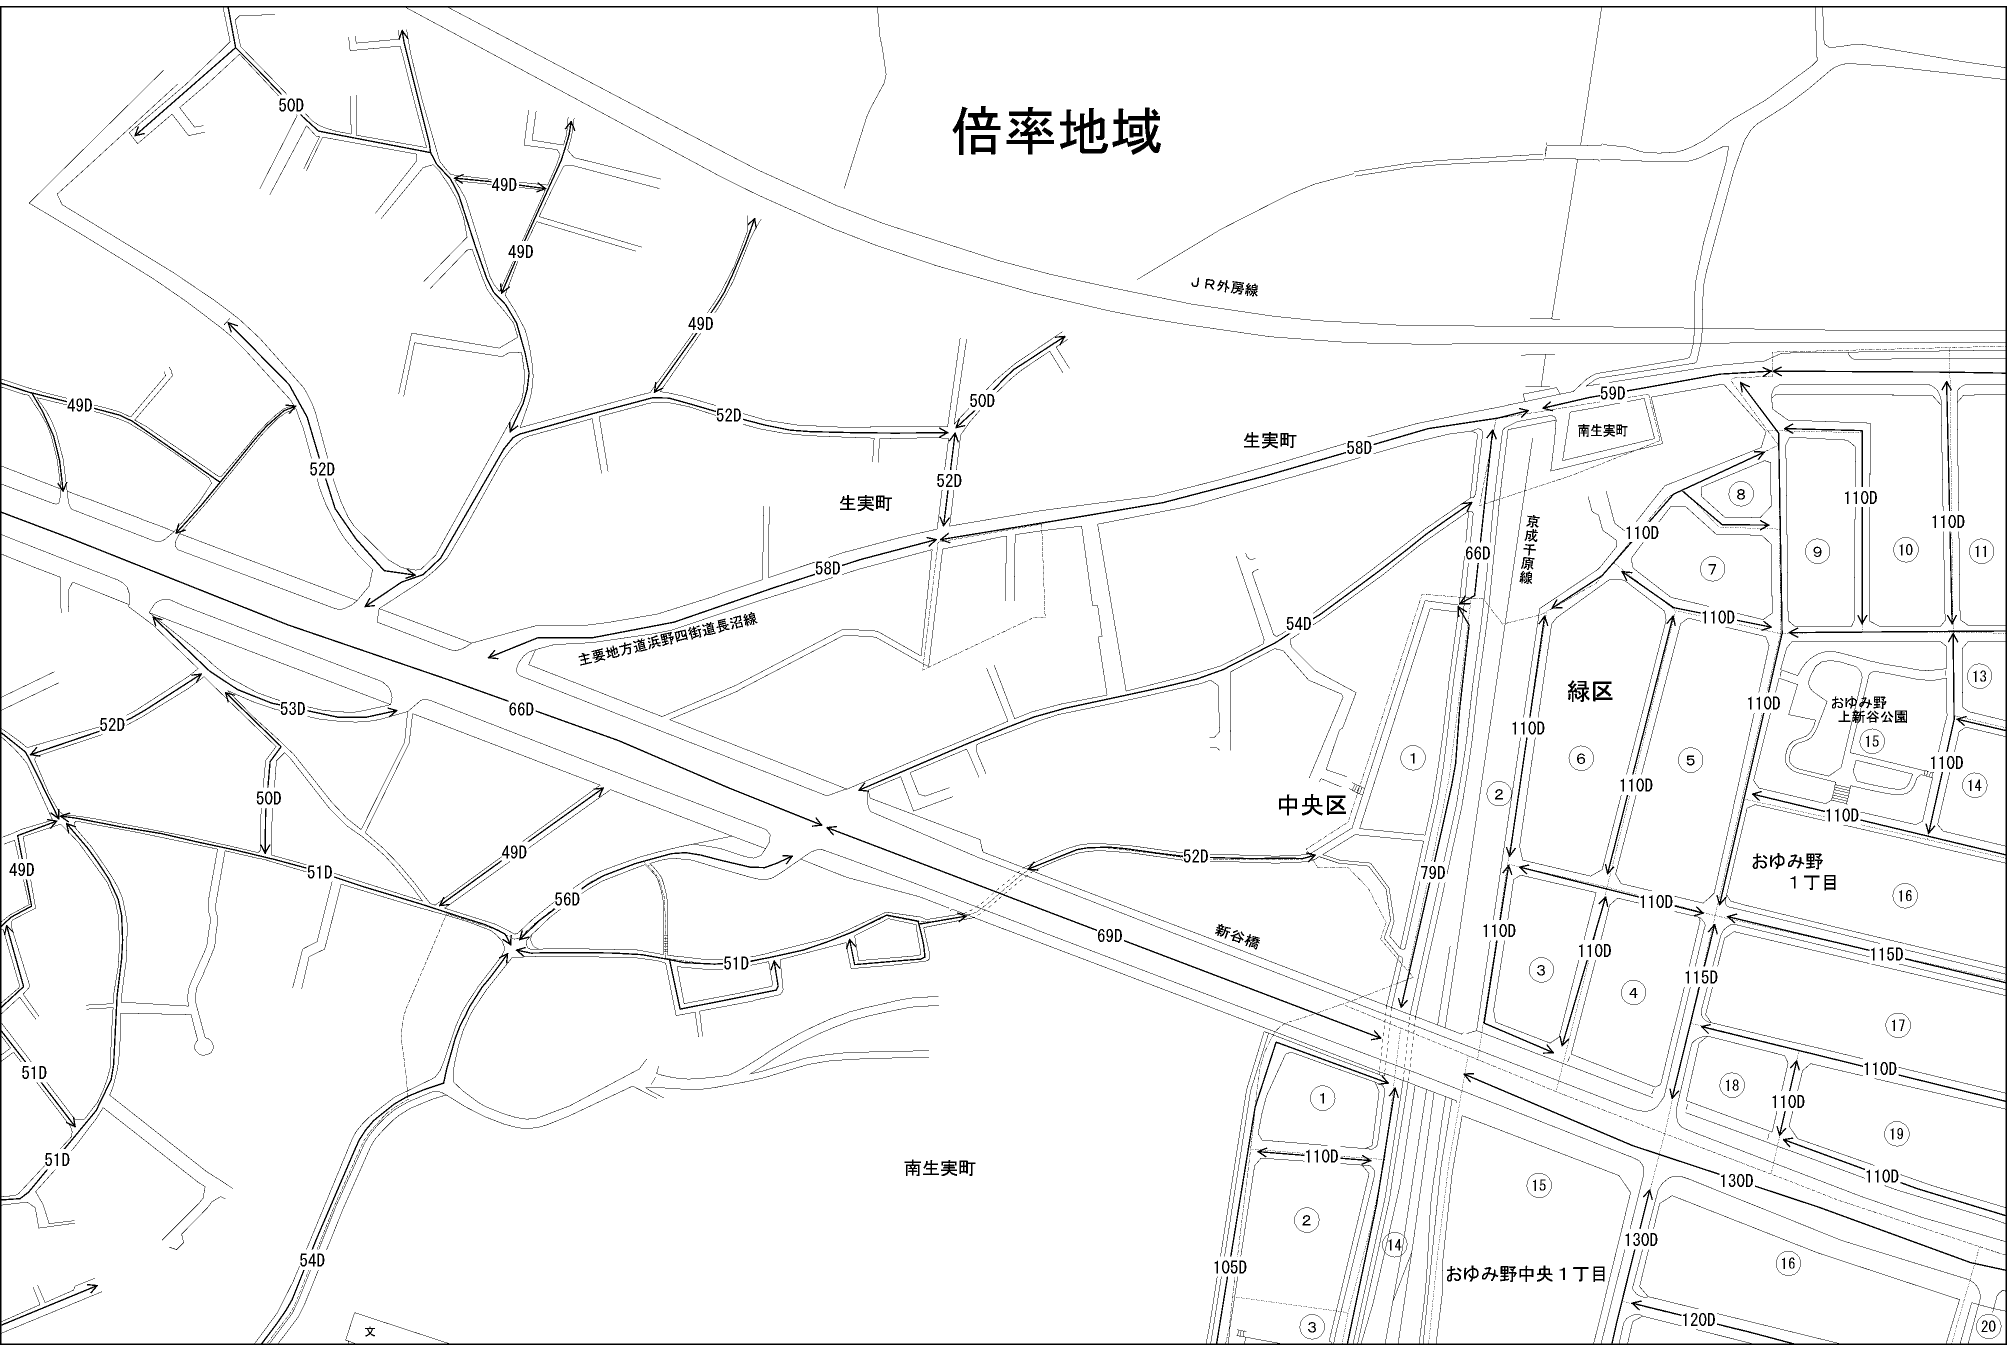 50D
倍率地域
49D
49D
ＪＲ外房線
49D
49D
52D
50D
59D
生実町
南生実町
58D
52D
52D
生実町
8
110D
110D
京成千原線
110D
66D
9
10
11
58D
7
主要地方道浜野四街道長沼線
54D
110D
緑区
13
52D
53D
66D
110D
110D
おゆみ野
上新谷公園
15
1
6
5
110D
14
50D
中央区
2
110D
110D
49D
51D
49D
52D
79D
おゆみ野
１丁目
16
56D
110D
69D
新谷橋
110D
110D
51D
3
4
115D
115D
17
51D
1
18
110D
110D
19
51D
110D
南生実町
15
130D
110D
2
14
130D
54D
105D
おゆみ野中央１丁目
16
文
3
120D
20